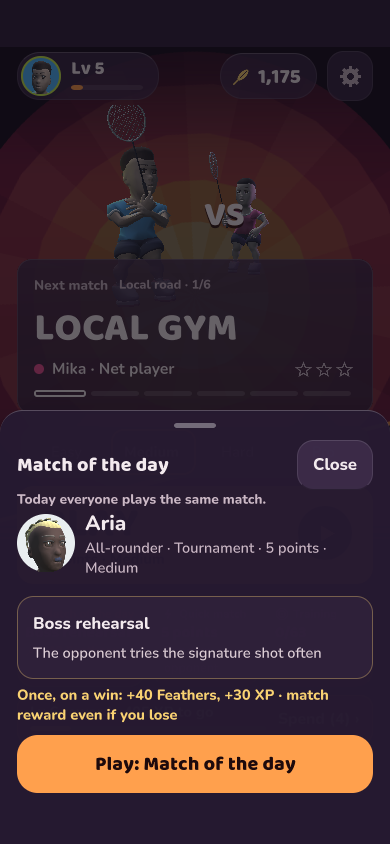 Lv 5
1,175
VS
Next match Local road · 1/6
LOCAL GYM
Mika · Net player
Match of the day
Close
Today everyone plays the same match.
Aria
All-rounder · Tournament · 5 points ·
Medium
Boss rehearsal
The opponent tries the signature shot often
Once, on a win: +40 Feathers, +30 XP · match
reward even if you lose
Play: Match of the day